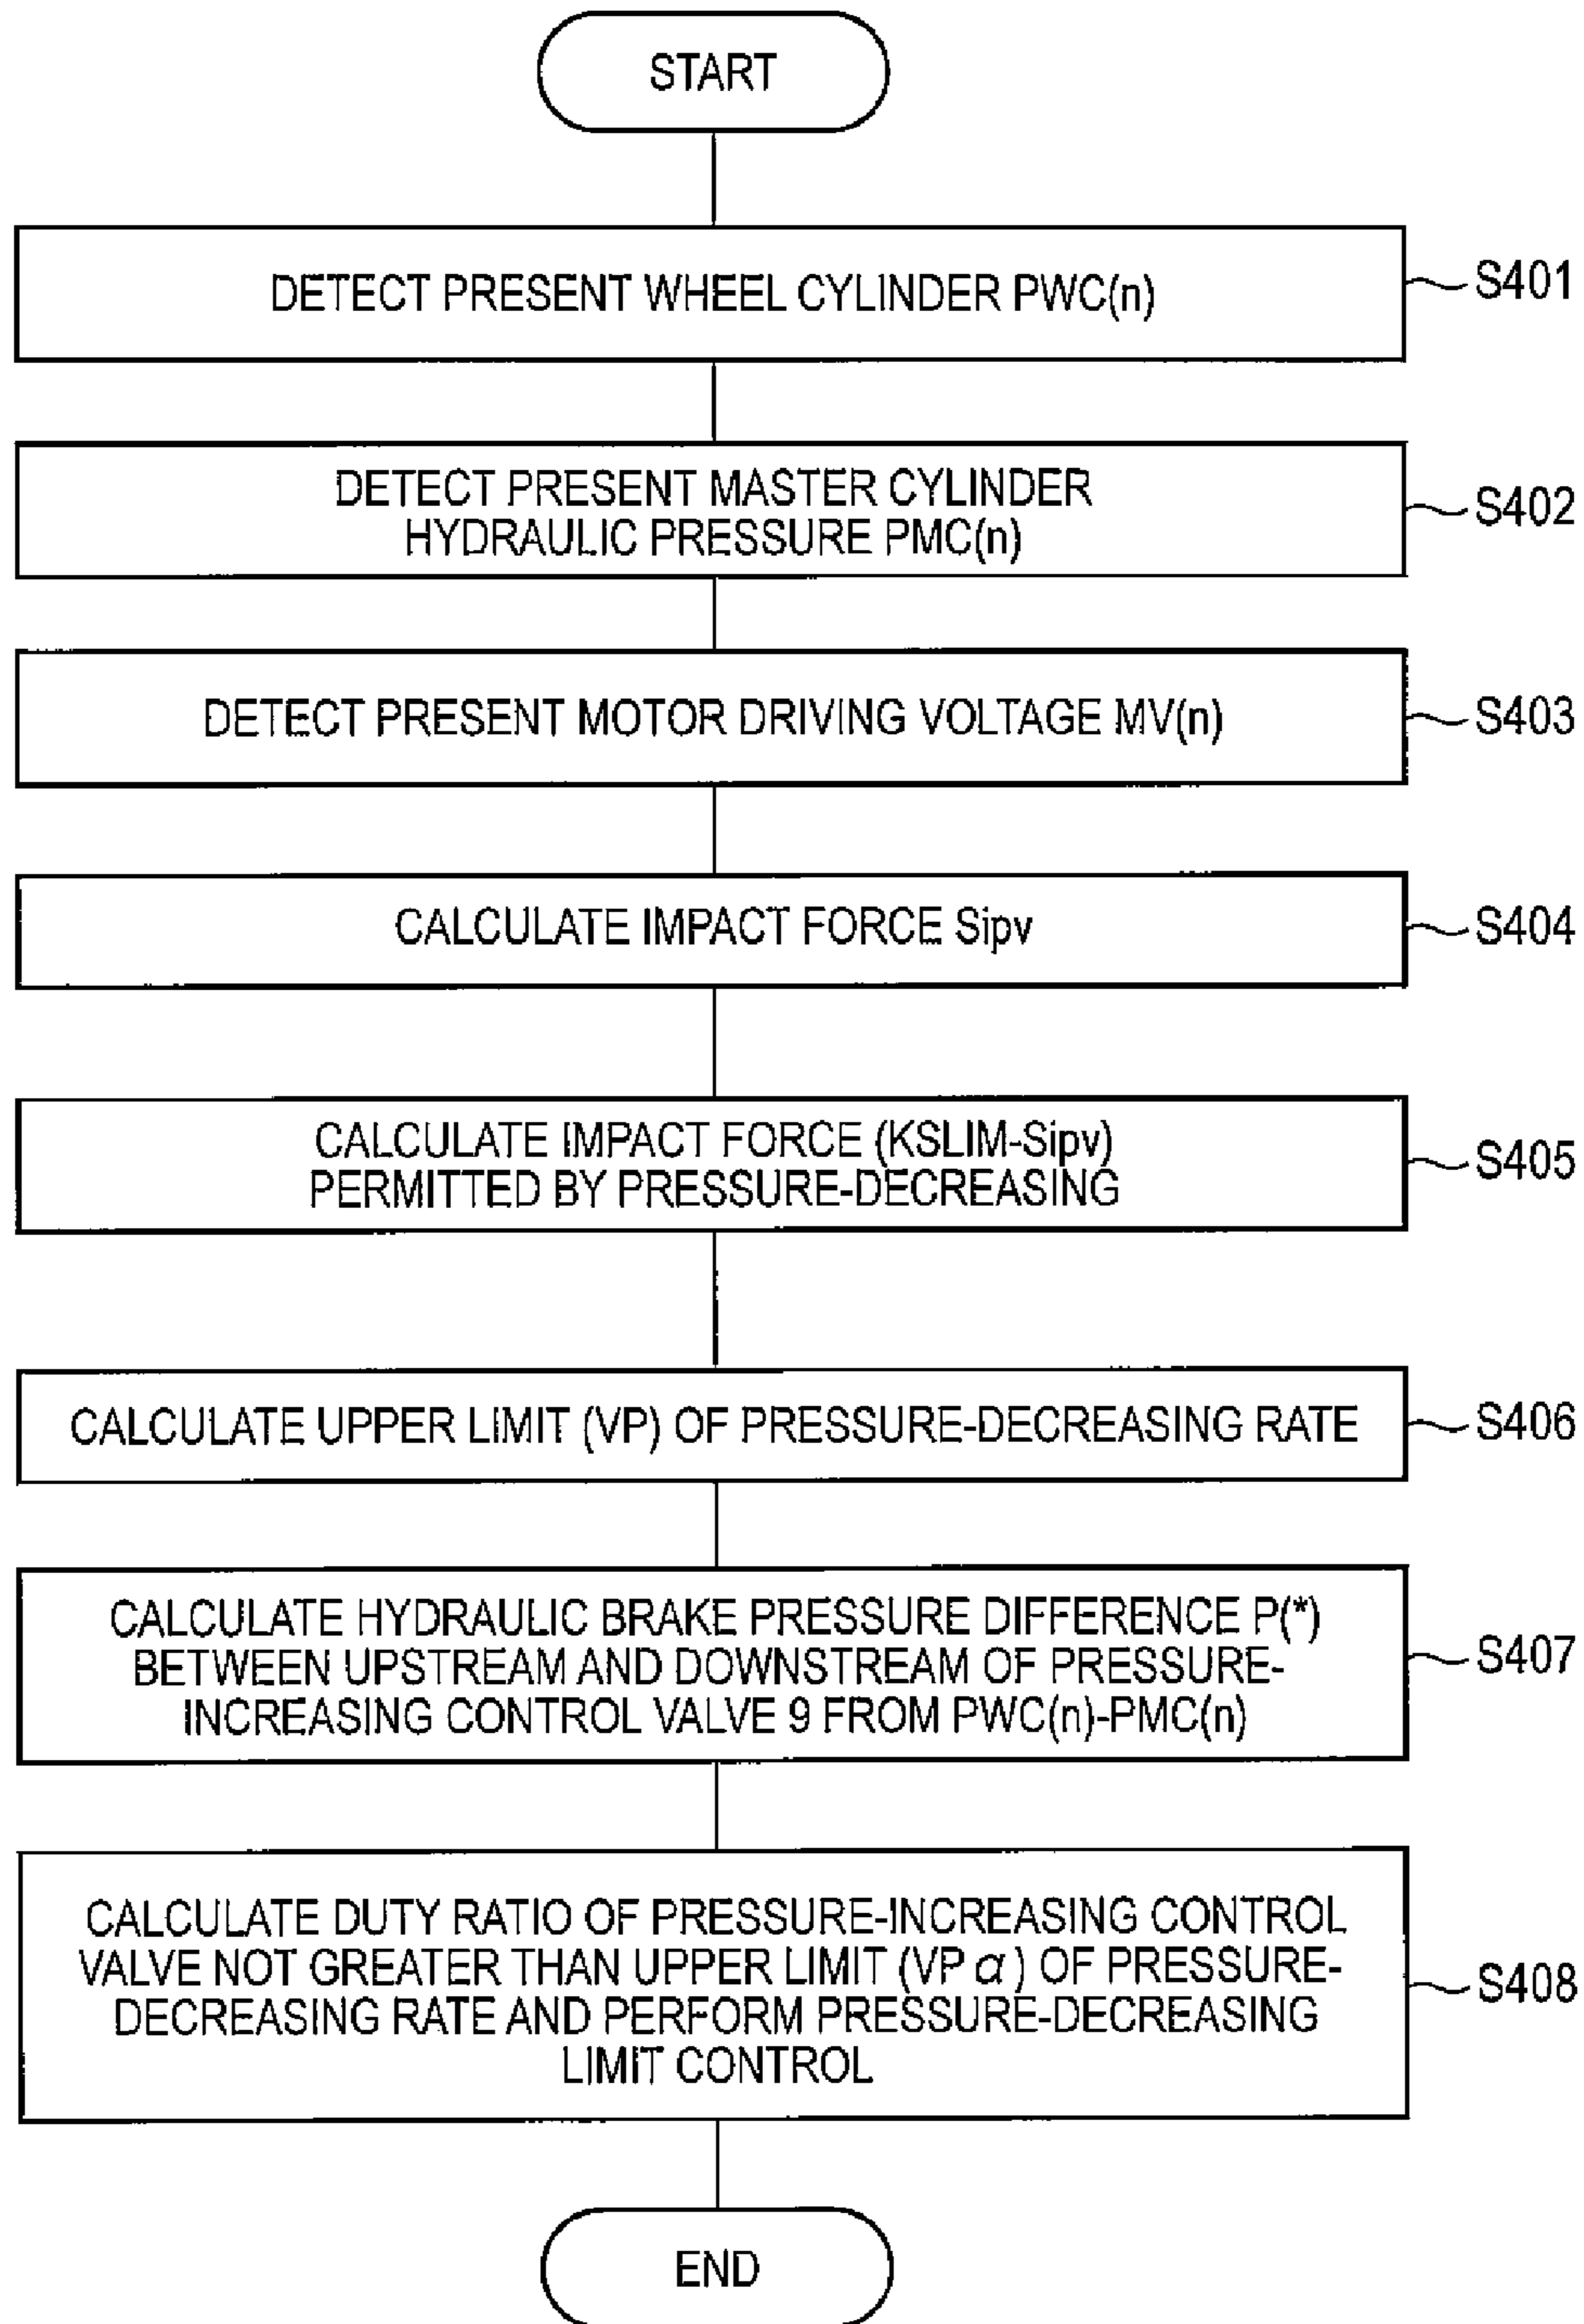 START
DETECT PRESENT WHEEL CYLINDER PWC(n)
S401
DETECT PRESENT MASTER CYLINDER
HYDRAULIC PRESSURE PMC(n)
S402
DETECT PRESENT MOTOR DRIVING VOLTAGE MV(n)
S403
CALCULATE IMPACT FORCE Sipv
S404
CALCULATE IMPACT FORCE (KSLIM-Sipv)
PERMITTED BY PRESSURE-DECREASING
S405
CALCULATE UPPER LIMIT (VP) OF PRESSURE-DECREASING RATE
S406
CALCULATE HYDRAULIC BRAKE PRESSURE DIFFERENCE P(*)
BETWEEN UPSTREAM AND DOWNSTREAM OF PRESSURE-
INCREASING CONTROL VALVE 9 FROM PWC(n)-PMC(n)
S407
CALCULATE DUTY RATIO OF PRESSURE-INCREASING CONTROL
VALVE NOT GREATER THAN UPPER LIMIT (VP α) OF PRESSURE-
DECREASING RATE AND PERFORM PRESSURE-DECREASING
LIMIT CONTROL
S408
END